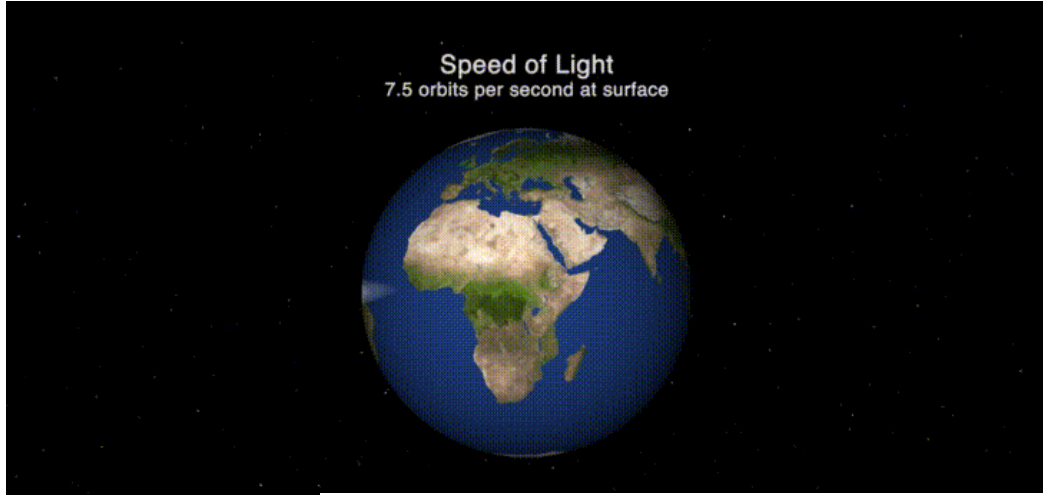 Speed of Light
7.5 orbits per second at surface